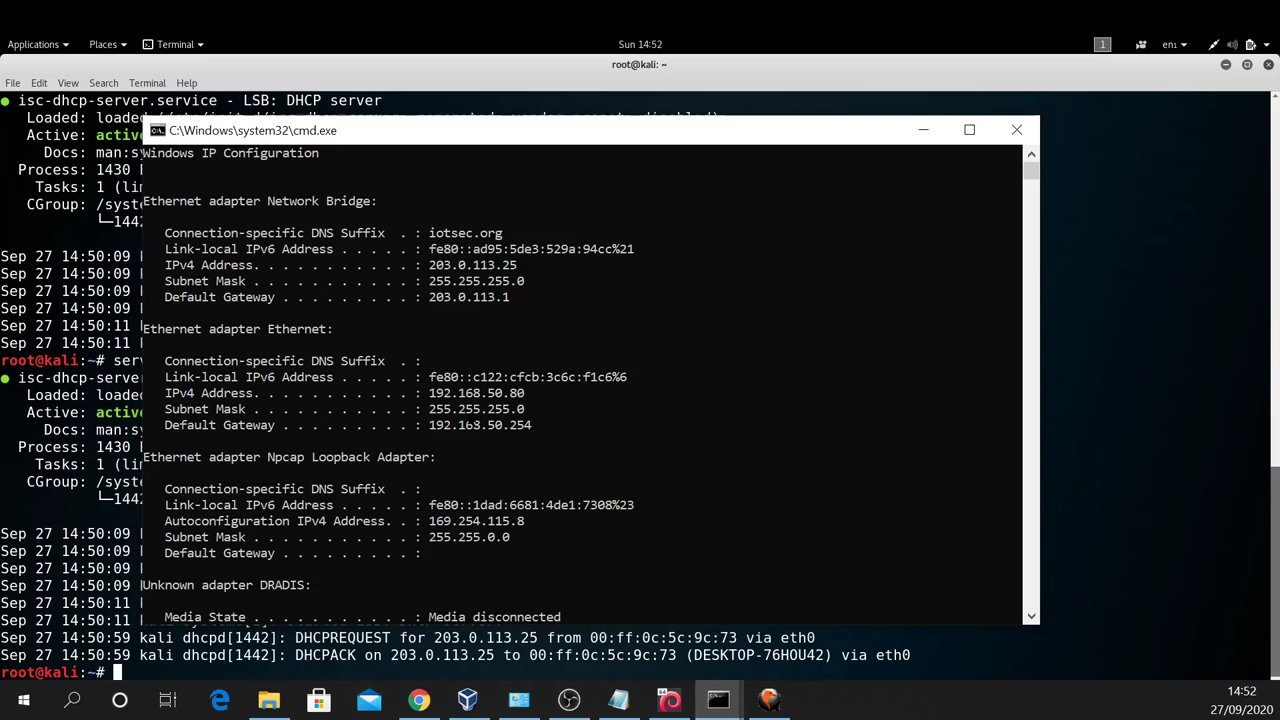 Applications Places Terminal Sun 14:52 1 en1
root@kali: ~
File Edit View Search Terminal Help
● isc-dhcp-server.service - LSB: DHCP server
Loaded: loade
Active: activ
Docs: man:sy
Process: 1430
Tasks: 1 (li
CGroup: /syst
└─1442
Sep 27 14:50:09
Sep 27 14:50:09
Sep 27 14:50:09
Sep 27 14:50:09
Sep 27 14:50:11
Sep 27 14:50:11
root@kali:~# serv
● isc-dhcp-server
Loaded: loade
Active: activ
Docs: man:sy
Process: 1430
Tasks: 1 (li
CGroup: /syst
└─1442
Sep 27 14:50:09
Sep 27 14:50:09
Sep 27 14:50:09
Sep 27 14:50:09
Sep 27 14:50:11
Sep 27 14:50:11
C:\Windows\system32\cmd.exe
Windows IP Configuration
Ethernet adapter Network Bridge:
Connection-specific DNS Suffix . : iotsec.org
Link-local IPv6 Address . . . . . : fe80::ad95:5de3:529a:94cc%21
IPv4 Address. . . . . . . . . . . : 203.0.113.25
Subnet Mask . . . . . . . . . . . : 255.255.255.0
Default Gateway . . . . . . . . . : 203.0.113.1
Ethernet adapter Ethernet:
Connection-specific DNS Suffix . :
Link-local IPv6 Address . . . . . : fe80::c122:cfcb:3c6c:f1c6%6
IPv4 Address. . . . . . . . . . . : 192.168.50.80
Subnet Mask . . . . . . . . . . . : 255.255.255.0
Default Gateway . . . . . . . . . : 192.168.50.254
Ethernet adapter Npcap Loopback Adapter:
Connection-specific DNS Suffix . :
Link-local IPv6 Address . . . . . : fe80::1dad:6681:4de1:7308%23
Autoconfiguration IPv4 Address. . : 169.254.115.8
Subnet Mask . . . . . . . . . . . : 255.255.0.0
Default Gateway . . . . . . . . . :
Unknown adapter DRADIS:
Media State . . . . . . . . . . . : Media disconnected
Sep 27 14:50:59 kali dhcpd[1442]: DHCPREQUEST for 203.0.113.25 from 00:ff:0c:5c:9c:73 via eth0
Sep 27 14:50:59 kali dhcpd[1442]: DHCPACK on 203.0.113.25 to 00:ff:0c:5c:9c:73 (DESKTOP-76HOU42) via eth0
root@kali:~#
64
14:52
27/09/2020